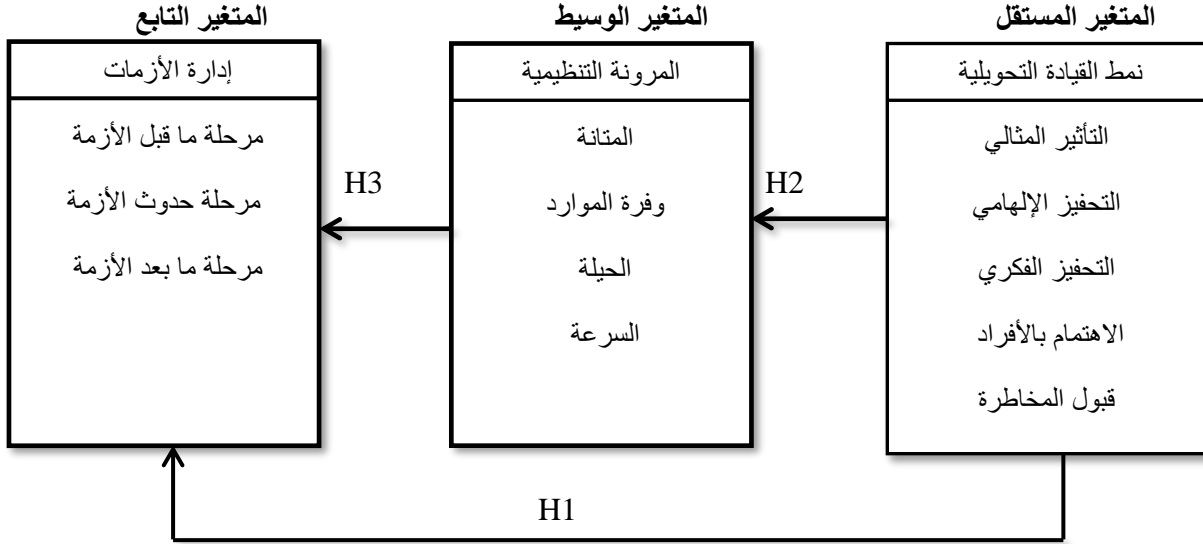 المتغير المستقل
نمط القيادة التحويلية
التأثير المثالي
التحفيز الإلهامي
التحفيز الفكري
الاهتمام بالأفراد
قبول المخاطرة
H2
المتغير الوسيط
المرونة التنظيمية
المتانة
وفرة الموارد
الحيلة
السرعة
H3
المتغير التابع
إدارة الأزمات
مرحلة ما قبل الأزمة
مرحلة حدوث الأزمة
مرحلة ما بعد الأزمة
H1